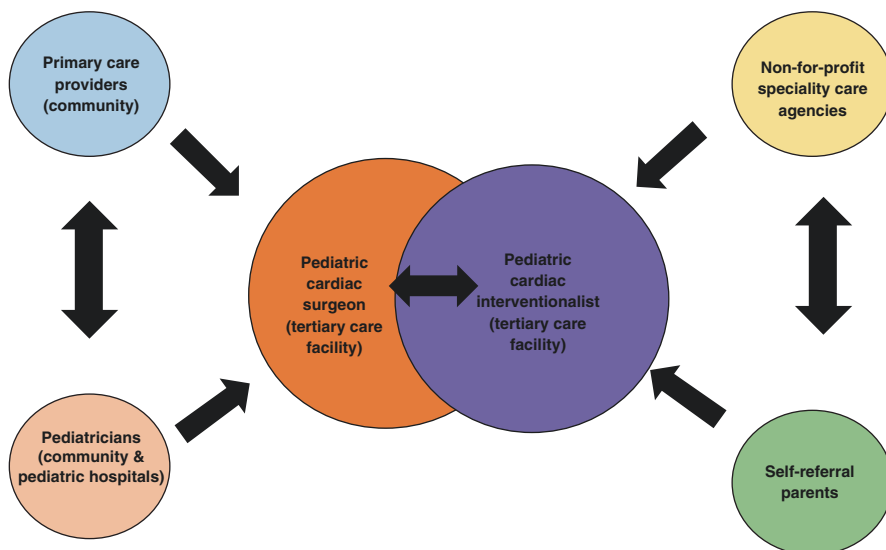 Primary care
providers
(community)
Non-for-profit
speciality care
agencies
Pediatric
cardiac
surgeon
(tertiary care
facility)
Pediatric
cardiac
interventionalist
(tertiary care
facility)
Pediatricians
(community &
pediatric hospitals)
Self-referral
parents